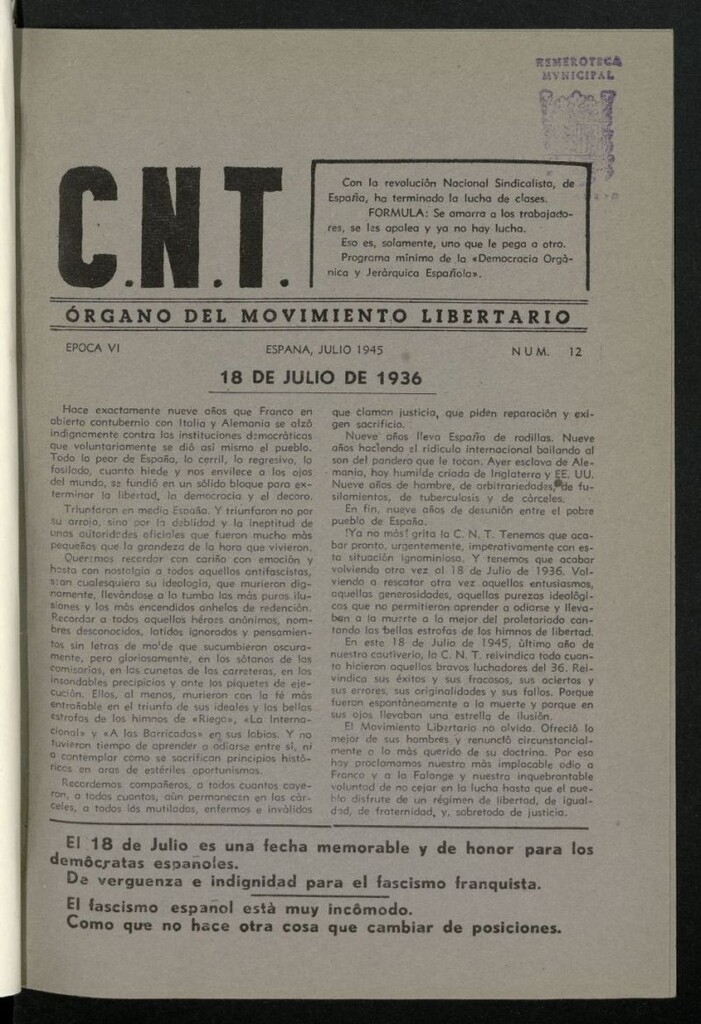 HEMEROTECA
MVNICIPAL
C.N.T.
Con la revolución Nacional Sindicalista, de
España, ha terminado la lucha de clases.
FORMULA: Se amarra a los trabajado-
res, se les apalea y ya no hay lucha.
Eso es, solamente, uno que le pega a otro.
Programa mínimo de la «Democracia Orgá-
nica y Jerárquica Española».
ÓRGANO DEL MOVIMIENTO LIBERTARIO
EPOCA VI
ESPANA, JULIO 1945
NUM. 12
18 DE JULIO DE 1936
Hace exactamente nueve años que Franco en
abierto contubernio con Italia y Alemania se alzó
indignamente contra las instituciones democráticas
que voluntariamente se dió así mismo el pueblo.
Todo lo peor de España, lo cerril, lo regresivo, lo
fosilado, cuanto hiede y nos envilece a los ojos
del mundo, se fundió en un sólido bloque para ex-
terminar la libertad, la democracia y el decoro.
Triunfaron en media España. Y triunfaron no por
su arrojo, sino por la debilidad y la ineptitud de
unas autoridades oficiales que fueron mucho más
pequeñas que la grandeza de la hora que vivieron.
Queremos recordar con cariño con emoción y
hasta con nostalgia a todos aquellos antifascistas,
sean cualesquiera su ideología, que murieron dig-
namente, llevándose a la tumba las más puras ilu-
siones y los más encendidos anhelos de redención.
Recordar a todos aquellos héroes anónimos, nom-
bres desconocidos, latidos ignorados y pensamien-
tos sin letras de molde que sucumbieron oscura-
mente, pero gloriosamente, en los sótanos de las
comisarías, en las cunetas de las carreteras, en los
insondables precipicios y ante los piquetes de eje-
cución. Ellos, al menos, murieron con la fé más
entrañable en el triunfo de sus ideales y las bellas
estrofas de los himnos de «Riego», «La Interna-
cional» y «A las Barricadas» en sus labios. Y no
tuvieron tiempo de aprender a odiarse entre sí, ni
a contemplar como se sacrifican principios histó-
ricos en aras de estériles oportunismos.
Recordemos compañeros, a todos cuantos caye-
ron, a todos cuantos, aún permanecen en las cár-
celes, a todos lós mutilados, enfermos e inválidos
que claman justicia, que piden reparación y exi-
gen sacrificio.
Nueve años lleva España de rodillas. Nueve
años haciendo el ridículo internacional bailando al
son del pandero que le tocan. Ayer esclava de Ale-
mania, hoy humilde criada de Inglaterra y EE. UU.
Nueve años de hambre, de arbitrariedades, de fu-
silamientos, de tuberculosis y de cárceles.
En fin, nueve años de desunión entre el pobre
pueblo de España.
!Ya no más! grita la C. N. T. Tenemos que aca-
bar pronto, urgentemente, imperativamente con es-
ta situación ignominiosa. Y tenemos que acabar
volviendo otra vez al 18 de Julio de 1936. Vol-
viendo a rescatar otra vez aquellos entusiasmos,
aquellas generosidades, aquellas purezas ideológi-
cas que no permitieron aprender a odiarse y lleva-
ban a la muerte a lo mejor del proletariado can-
tando las bellas estrofas de los himnos de libertad.
En este 18 de Julio de 1945, último año de
nuestro cautiverio, la C. N. T. reivindica todo cuan-
to hicieron aquellos bravos luchadores del 36. Rei-
vindica sus éxitos y sus fracasos, sus aciertos y
sus errores, sus originalidades y sus fallos. Porque
fueron espontáneamente a la muerte y porque en
sus ojos llevaban una estrella de ilusión.
El Movimiento Libertario no olvida. Ofreció lo
mejor de sus hombres y renunció circunstancial-
mente a lo más querido de su doctrina. Por eso
hoy proclamamos nuestro más implacable odio a
Franco y a la Falange y nuestra inquebrantable
voluntad de no cejar en la lucha hasta que el pue-
blo disfrute de un régimen de libertad, de igual-
dad, de fraternidad, y, sobretodo de justicia.
El 18 de Julio es una fecha memorable y de honor para los
demócratas españoles.
De verguenza e indignidad para el fascismo franquista.
El fascismo español está muy incómodo.
Como que no hace otra cosa que cambiar de posiciones.